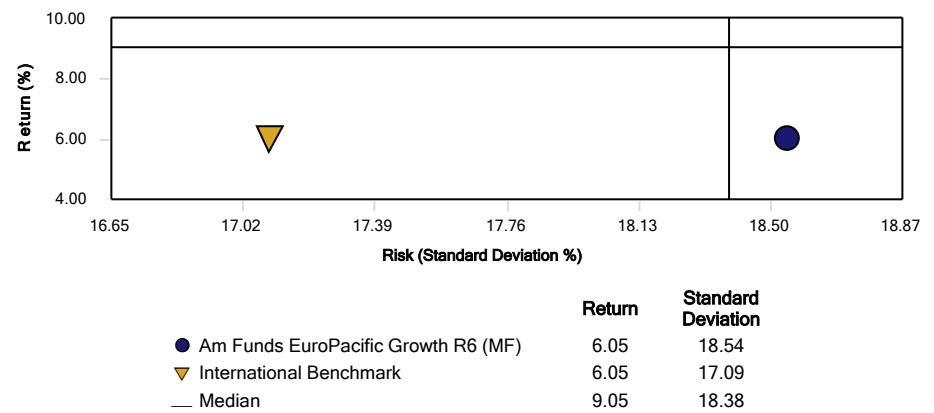 10.00
8.00
6.00
4.00
Return (%)
16.65 17.02 17.39 17.76 18.13 18.50 18.87
Risk (Standard Deviation %)
Return Standard Deviation
Am Funds EuroPacific Growth R6 (MF) 6.05 18.54
International Benchmark 6.05 17.09
Median 9.05 18.38